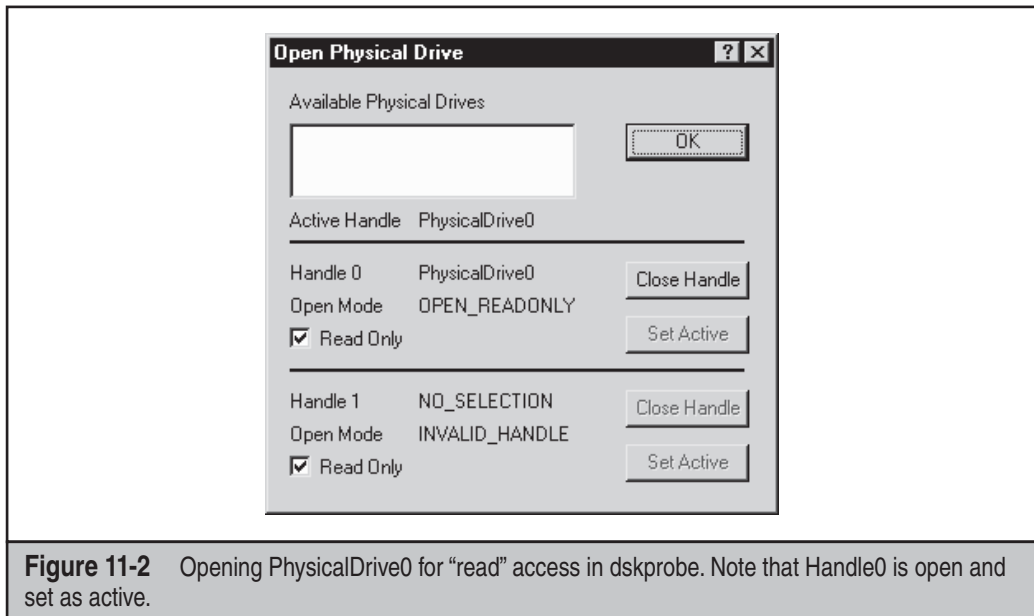 Open Physical Drive
Available Physical Drives
OK
Active Handle PhysicalDrive0
Handle 0 PhysicalDrive0 Close Handle
Open Mode OPEN_READONLY
Read Only Set Active
Handle 1 NO_SELECTION Close Handle
Open Mode INVALID_HANDLE
Read Only Set Active
Figure 11-2 Opening PhysicalDrive0 for “read” access in dskprobe. Note that Handle0 is open and
set as active.